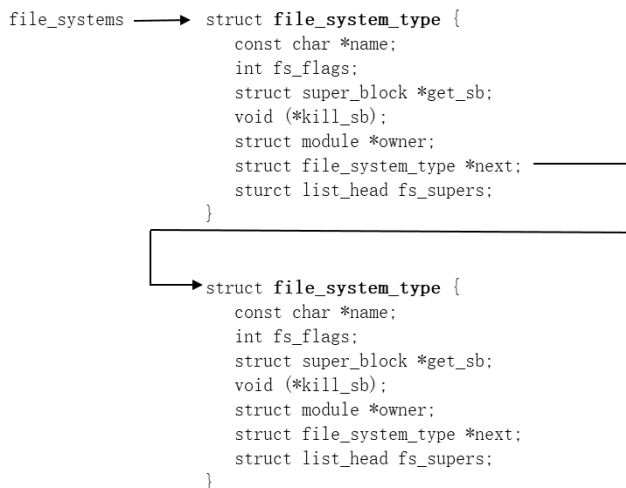 file_systems struct file_system_type {
const char *name;
int fs_flags;
struct super_block *get_sb;
void (*kill_sb);
struct module *owner;
struct file_system_type *next;
sturct list_head fs_supers;
}
struct file_system_type {
const char *name;
int fs_flags;
struct super_block *get_sb;
void (*kill_sb);
struct module *owner;
struct file_system_type *next;
struct list_head fs_supers;
}